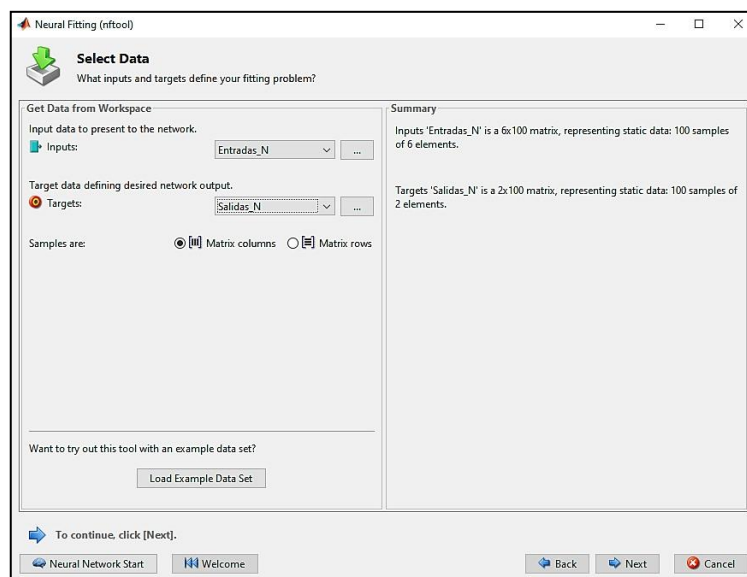 Neural Fitting (nftool)
Select Data
What inputs and targets define your fitting problem?
Get Data from Workspace
Input data to present to the network.
Inputs:
Entradas_N
...
Target data defining desired network output.
Targets:
Salidas_N
...
Samples are:
Matrix columns
Matrix rows
Want to try out this tool with an example data set?
Load Example Data Set
Summary
Inputs 'Entradas_N' is a 6x100 matrix, representing static data: 100 samples
of 6 elements.
Targets 'Salidas_N' is a 2x100 matrix, representing static data: 100 samples of
2 elements.
To continue, click [Next].
Neural Network Start
Welcome
Back
Next
Cancel